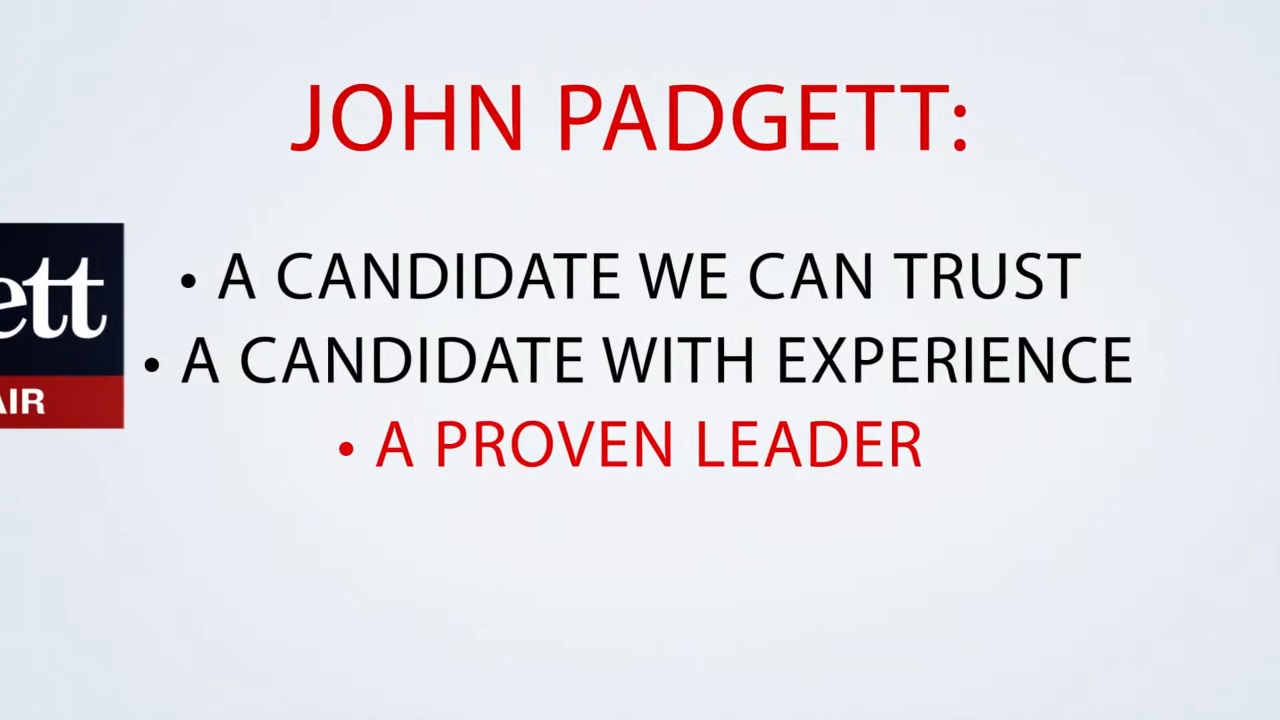 JOHN PADGETT:
• A CANDIDATE WE CAN TRUST
ett
• A CANDIDATE WITH EXPERIENCE
AIR
• A PROVEN LEADER